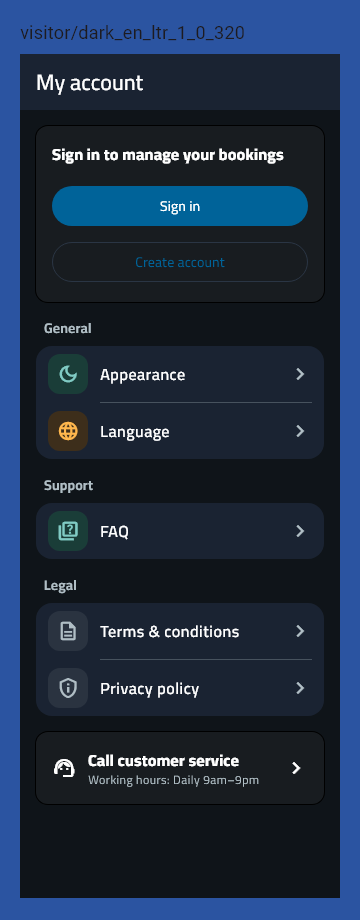 visitor/dark_en_ltr_1_0_320
My account
Sign in to manage your bookings
Sign in
Create account
General
Appearance
Language
Support
FAQ
Legal
Terms & conditions
Privacy policy
Call customer service
Working hours: Daily 9am–9pm